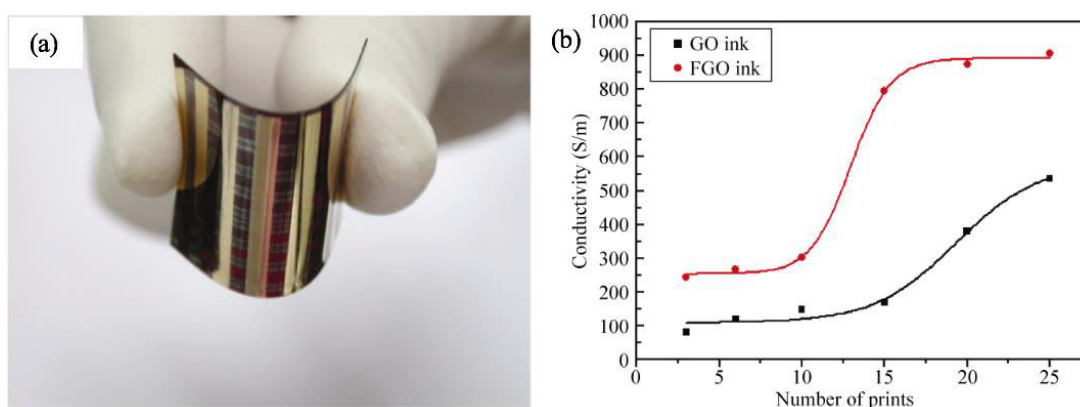 (a)
(b)
1000
900
800
700
600
500
400
300
200
100
0
Conductivity (S/m)
GO ink
FGO ink
0 5 10 15 20 25
Number of prints